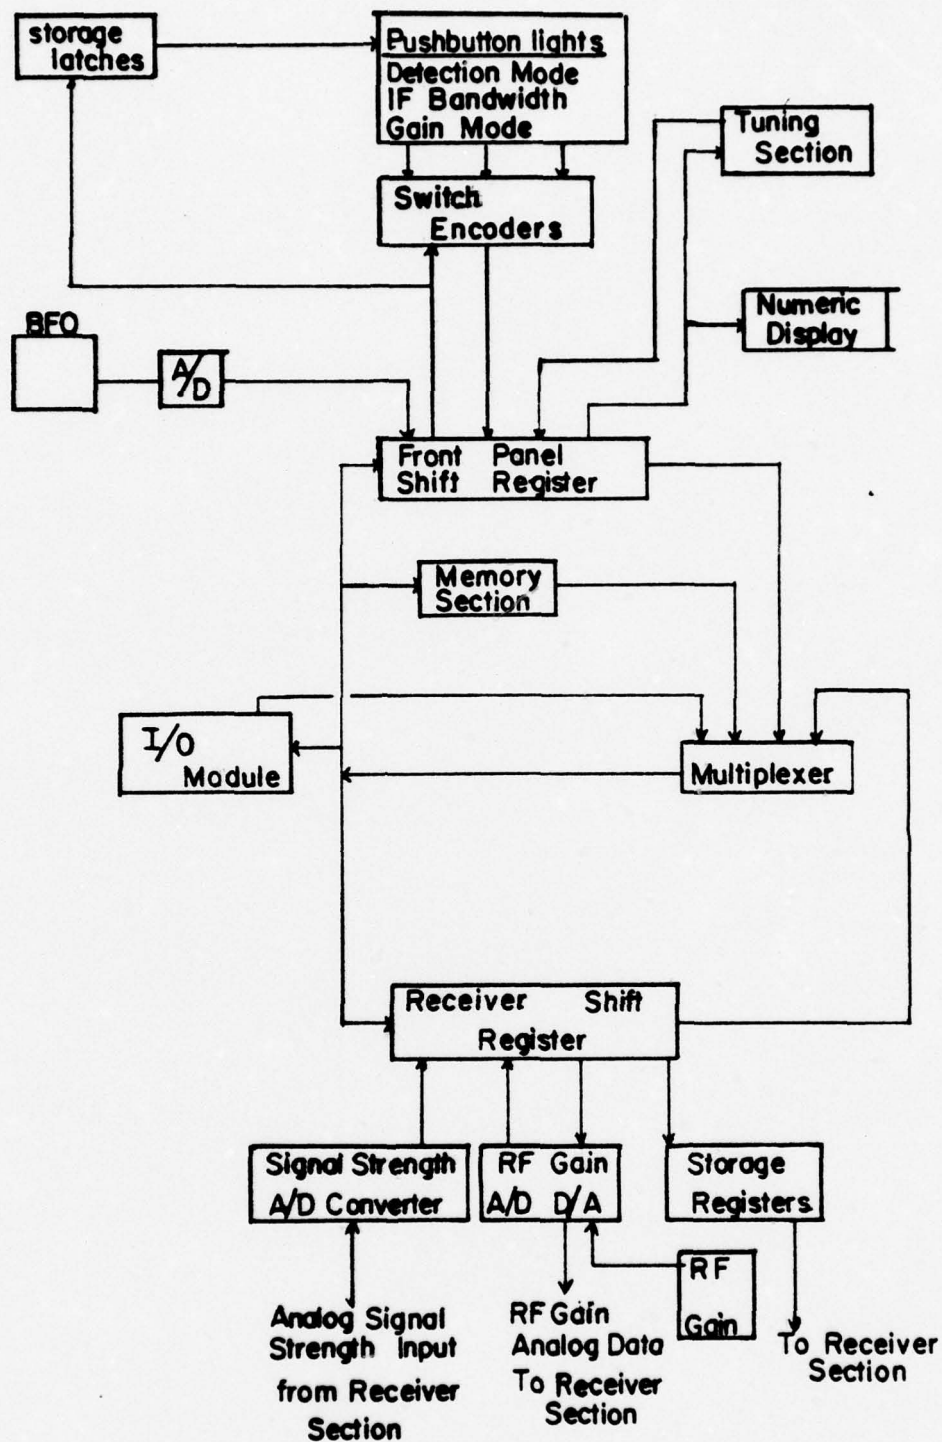 storage
latches
Pushbutton lights
Detection Mode
IF Bandwidth
Gain Mode
Tuning
Section
Switch
Encoders
Numeric
Display
BFO
A/D
Front Panel
Shift Register
Memory
Section
I/O
Module
Multiplexer
Receiver Shift
Register
Signal Strength
A/D Converter
RF Gain
A/D D/A
Storage
Registers
RF
Gain
Analog Signal
Strength Input
from Receiver
Section
RF Gain
Analog Data
To Receiver
Section
To Receiver
Section